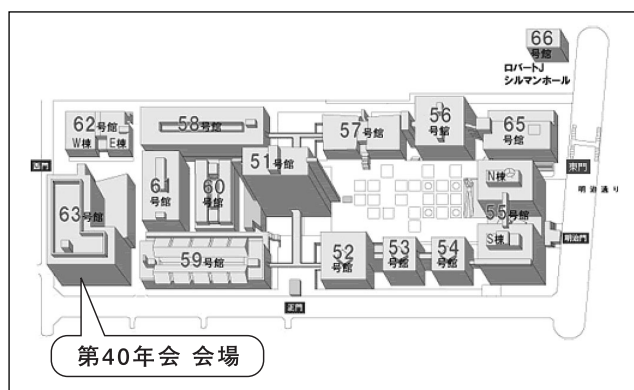 66
号館
ロバートJ
シルマンホール
62号館
W棟 E棟
58号館
57号館
56
号館
65
号館
51
号館
西門
61
号館
60
号館
N棟
東門
明治通り
63号館
55号館
S棟
明治門
59号館
52
号館
53
号館
54
号館
正門
第40年会 会場